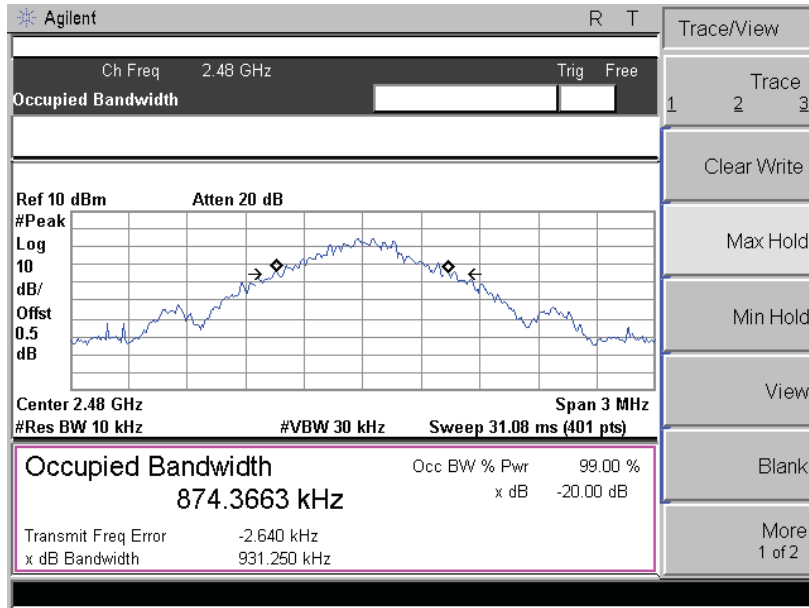 Agilent
R T
Trace/View
Ch Freq 2.48 GHz
Trig Free
Occupied Bandwidth
Trace
1 2 3
Clear Write
Max Hold
Min Hold
View
Blank
More
1 of 2
Ref 10 dBm
Atten 20 dB
#Peak
Log
10
dB/
Offst
0.5
dB
Center 2.48 GHz
Span 3 MHz
#Res BW 10 kHz
#VBW 30 kHz
Sweep 31.08 ms (401 pts)
Occupied Bandwidth
874.3663 kHz
Occ BW % Pwr 99.00 %
x dB -20.00 dB
Transmit Freq Error -2.640 kHz
x dB Bandwidth 931.250 kHz